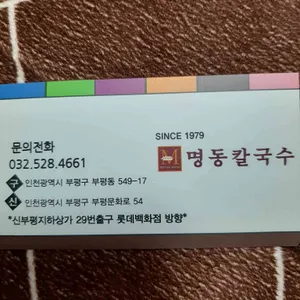 SINCE 1979
명동칼국수
문의전화
032.528.4661
구 인천광역시 부평구 부평동 549-17
신 인천광역시 부평구 부평문화로 54
*신부평지하상가 29번출구 롯데백화점 방향*